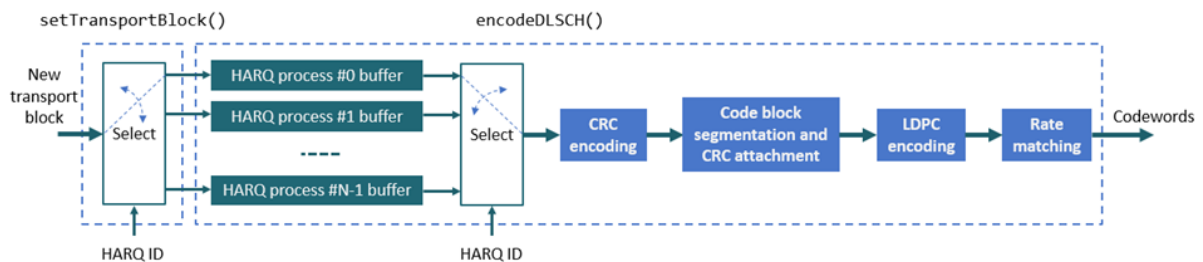 setTransportBlock()
encodeDLSCH()
New
transport
block
Select
HARQ ID
HARQ process #0 buffer
HARQ process #1 buffer
HARQ process #N-1 buffer
Select
HARQ ID
CRC
encoding
Code block
segmentation and
CRC attachment
LDPC
encoding
Rate
matching
Codewords